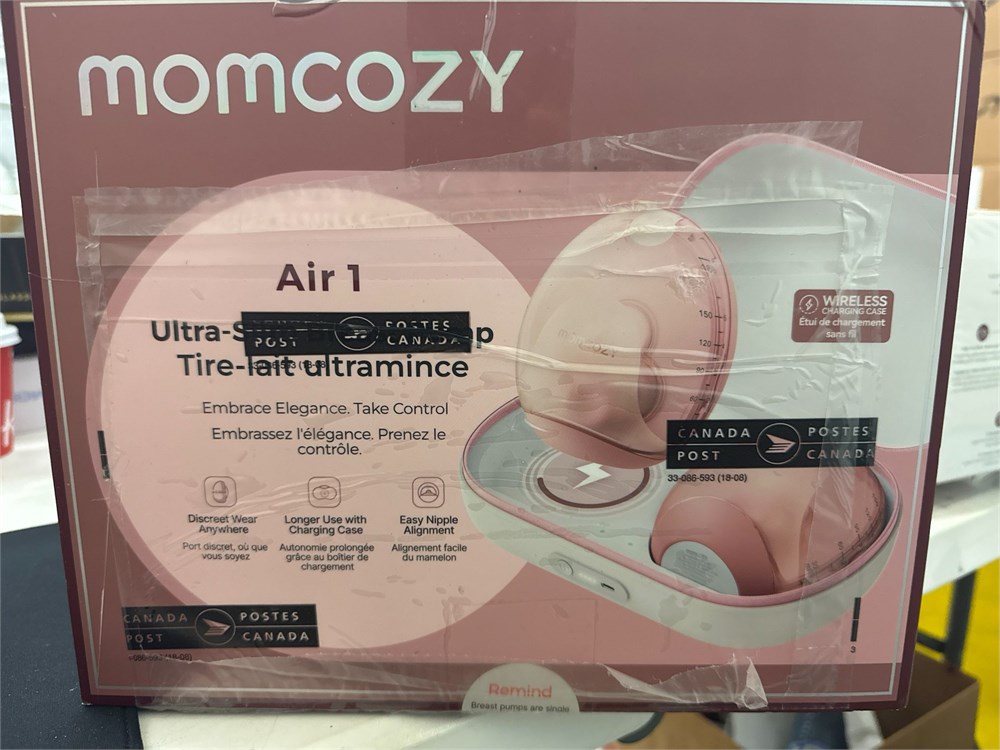 momcozy
Air 1
Tire-lait ultramince
Embrace Elegance. Take Control
Embrassez l'élégance. Prenez le
contrôle.
Discreet Wear
Anywhere
Port discret, où que
vous soyez
Longer Use with
Charging Case
Autonomie prolongée
grâce au boîtier de
chargement
Easy Nipple
Alignment
Alignement facile
du mamelon
WIRELESS
CHARGING CASE
Étui de chargement
sans fil
150
120
POSTES
POST CANADA
CANADA POSTES
POST CANADA
33-086-593 (18-08)
CANADA POSTES
POST CANADA
3
Remind
Breast pumps are single